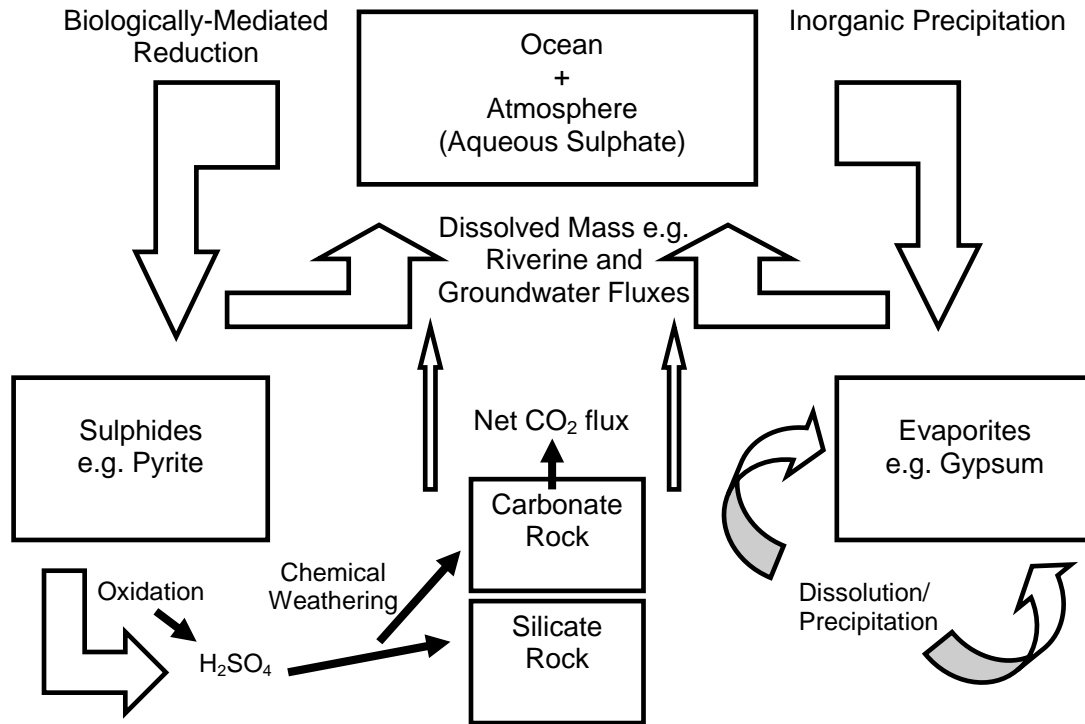 Biologically-Mediated
Reduction
Ocean
+
Atmosphere
(Aqueous Sulphate)
Inorganic Precipitation
Dissolved Mass e.g.
Riverine and
Groundwater Fluxes
Sulphides
e.g. Pyrite
Net CO₂ flux
Evaporites
e.g. Gypsum
Carbonate
Rock
Oxidation
Chemical
Weathering
H₂SO₄
Silicate
Rock
Dissolution/
Precipitation